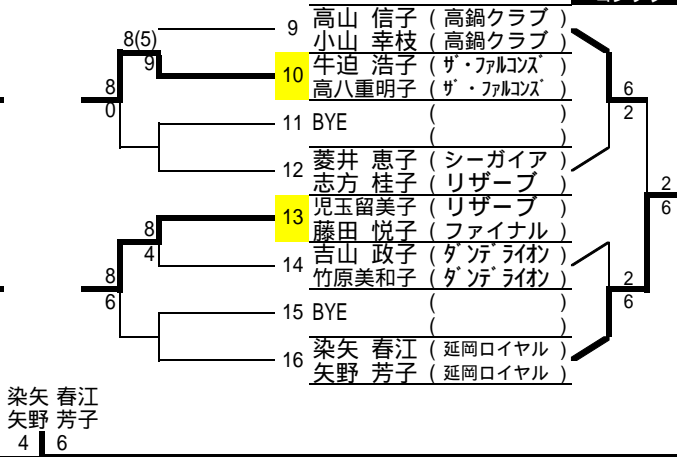 9 高山 信子 ( 高鍋クラブ )
小山 幸枝 ( 高鍋クラブ )
8(5)
9
10 牛迫 浩子 ( ザ・ファルコンズ )
高八重明子 ( ザ・ファルコンズ )
8
0
6
2
11 BYE ( )
( )
12 菱井 恵子 ( シーガイア )
志方 桂子 ( リザーブ )
2
6
13 児玉留美子 ( リザーブ )
藤田 悦子 ( ファイナル )
8
4
14 吉山 政子 ( ダンデライオン )
竹原美和子 ( ダンデライオン )
8
6
2
6
15 BYE ( )
( )
16 染矢 春江 ( 延岡ロイヤル )
矢野 芳子 ( 延岡ロイヤル )
染矢 春江
矢野 芳子
4 6